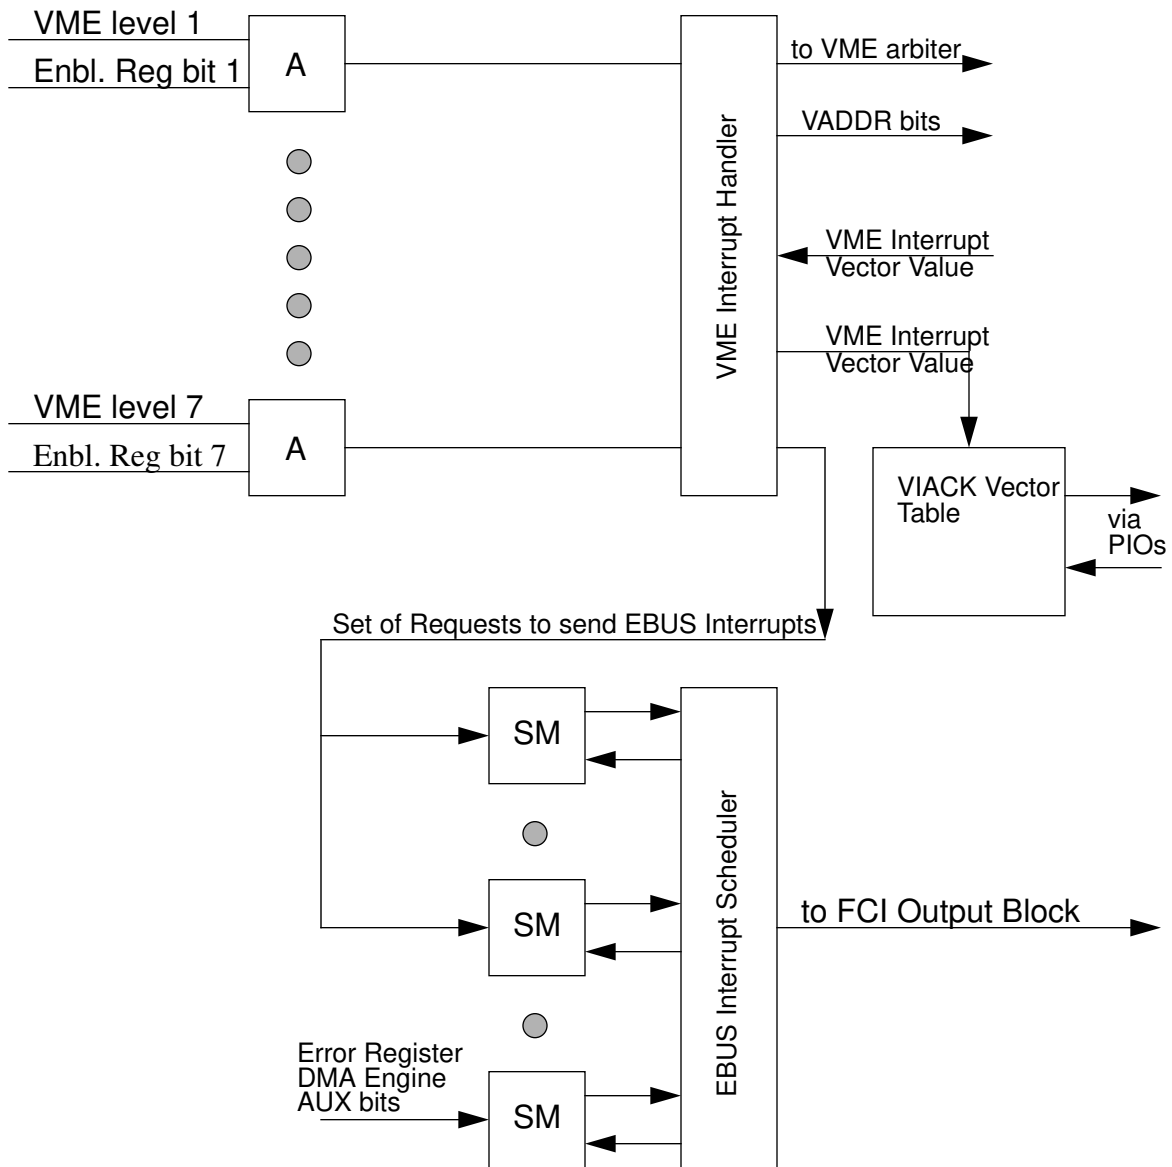 VME level 1
Enbl. Reg bit 1
A
to VME arbiter
VADDR bits
VME Interrupt Handler
VME Interrupt
Vector Value
VME Interrupt
Vector Value
VME level 7
Enbl. Reg bit 7
A
VIACK Vector
Table
via
PIOs
Set of Requests to send EBUS Interrupts
SM
SM
EBUS Interrupt Scheduler
to FCI Output Block
Error Register
DMA Engine
AUX bits
SM